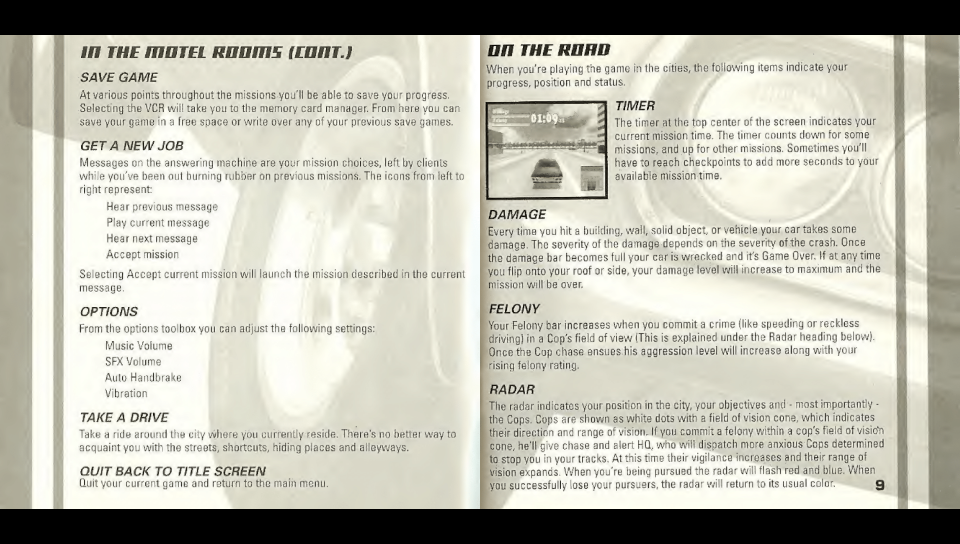 IN THE MOTEL ROOMS (CONT.)
SAVE GAME
At various points throughout the missions you'll be able to save your progress.
Selecting the VCR will take you to the memory card manager. From here you can
save your game in a free space or write over any of your previous save games.
GET A NEW JOB
Messages on the answering machine are your mission choices, left by clients
while you've been out burning rubber on previous missions. The icons from left to
right represent:
Hear previous message
Play current message
Hear next message
Accept mission
Selecting Accept current mission will launch the mission described in the current
message.
OPTIONS
From the options toolbox you can adjust the following settings:
Music Volume
SFX Volume
Auto Handbrake
Vibration
TAKE A DRIVE
Take a ride around the city where you currently reside. There's no better way to
acquaint you with the streets, shortcuts, hiding places and alleyways.
QUIT BACK TO TITLE SCREEN
Quit your current game and return to the main menu.
ON THE ROAD
When you're playing the game in the cities, the following items indicate your
progress, position and status.
01:09
TIMER
The timer at the top center of the screen indicates your
current mission time. The timer counts down for some
missions, and up for other missions. Sometimes you'll
have to reach checkpoints to add more seconds to your
available mission time.
DAMAGE
Every time you hit a building, wall, solid object, or vehicle your car takes some
damage. The severity of the damage depends on the severity of the crash. Once
the damage bar becomes full your car is wrecked and it's Game Over. If at any time
you flip onto your roof or side, your damage level will increase to maximum and the
mission will be over.
FELONY
Your Felony bar increases when you commit a crime (like speeding or reckless
driving) in a Cop's field of view (This is explained under the Radar heading below).
Once the Cop chase ensues his aggression level will increase along with your
rising felony rating.
RADAR
The radar indicates your position in the city, your objectives and - most importantly -
the Cops. Cops are shown as white dots with a field of vision cone, which indicates
their direction and range of vision. If you commit a felony within a cop's field of vision
cone, he'll give chase and alert HQ, who will dispatch more anxious Cops determined
to stop you in your tracks. At this time their vigilance increases and their range of
vision expands. When you're being pursued the radar will flash red and blue. When
you successfully lose your pursuers, the radar will return to its usual color.
9